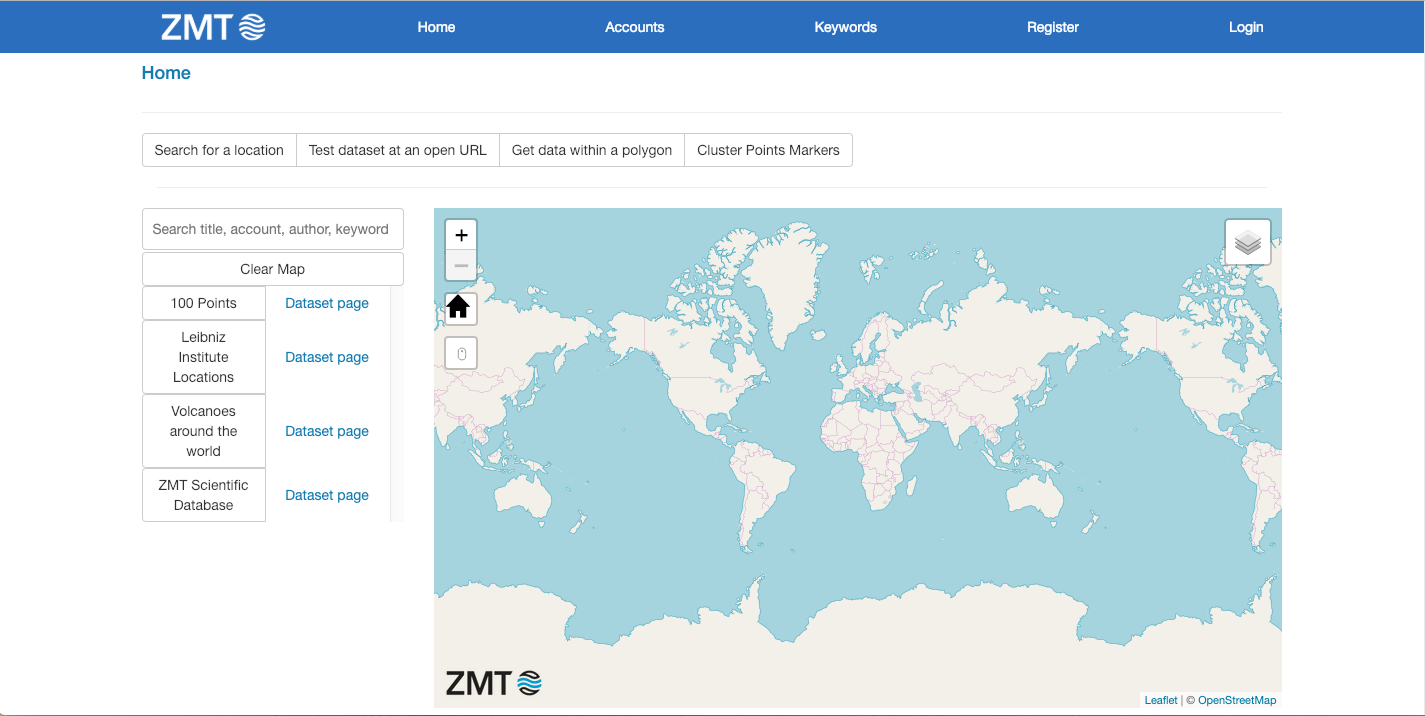 ZMT Home Accounts Keywords Register Login
Home
Search for a location Test dataset at an open URL Get data within a polygon Cluster Points Markers
Search title, account, author, keyword
Clear Map
100 Points Dataset page
Leibniz
Institute
Locations
Dataset page
Volcanoes
around the
world
Dataset page
ZMT Scientific
Database
Dataset page
+
−
ZMT
Leaflet | © OpenStreetMap